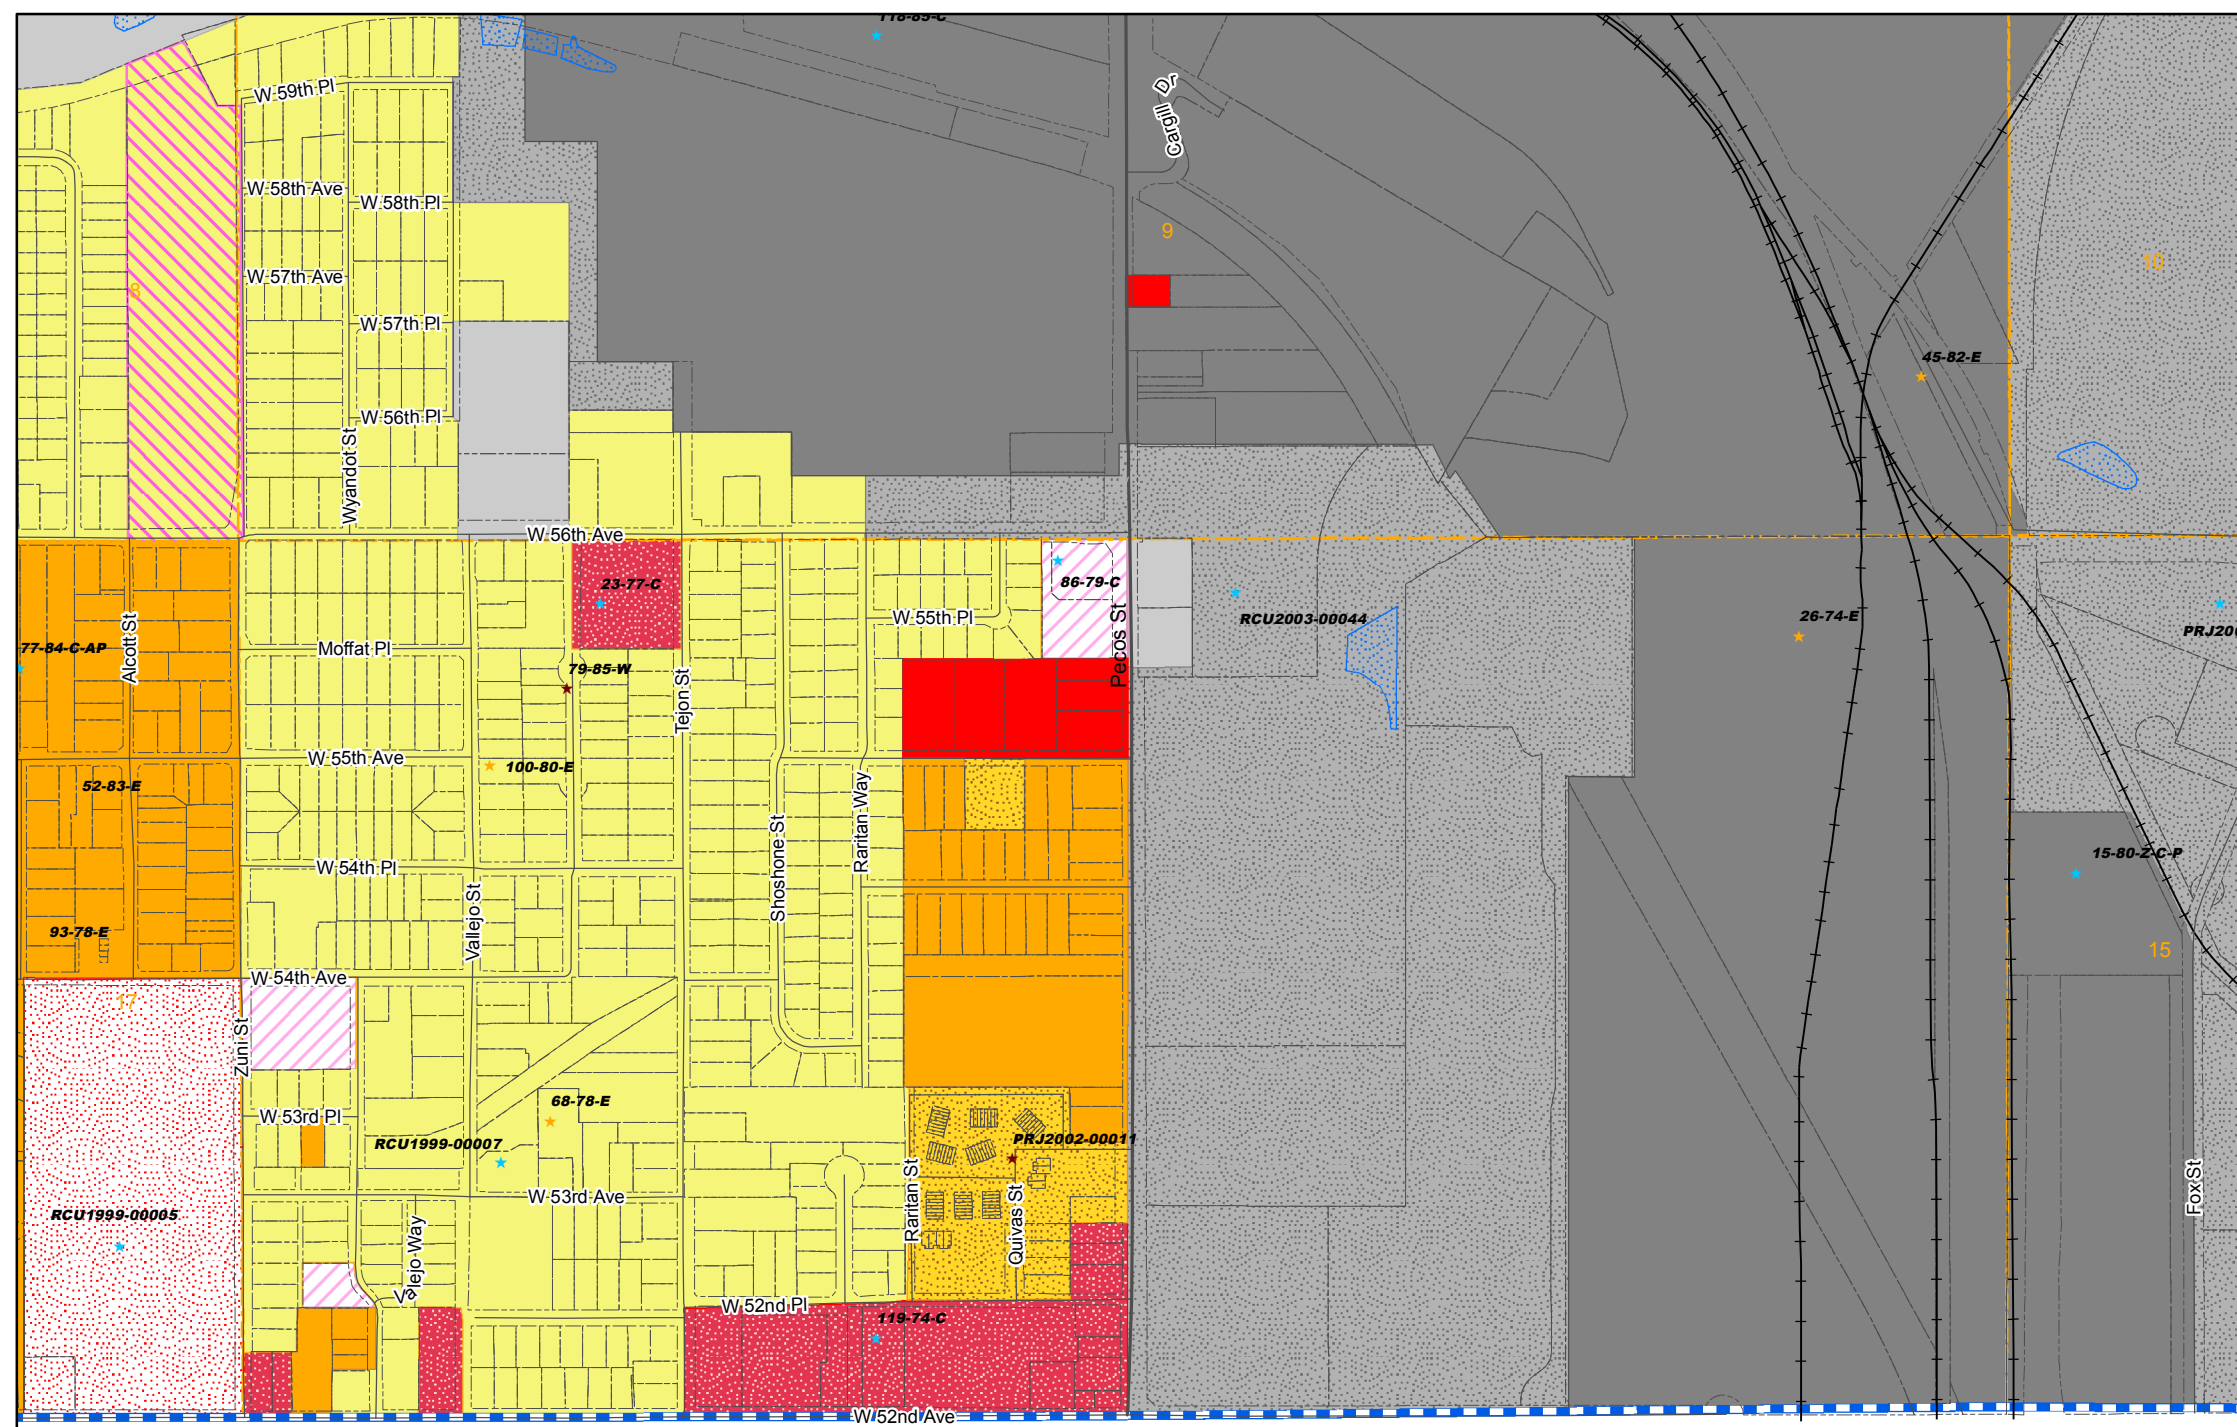 118-85-C
W 59th Pl
Cargill Dr
W 58th Ave
W 58th Pl
9
10
8
W 57th Ave
W 57th Pl
45-82-E
W 56th Pl
Wyandot St
W 56th Ave
23-77-C
86-79-C
RCU2003-00044
26-74-E
W 55th Pl
Pecos St
PRJ200
77-84-C-AP
Alcott St
Moffat Pl
79-85-W
Tejon St
W 55th Ave
100-80-E
52-83-E
Raritan Way
Shoshone St
W 54th Pl
15-80-Z-C-P
Vallejo St
93-78-E
15
W 54th Ave
17
Zuni St
68-78-E
W 53rd Pl
RCU1999-00007
PRJ2002-00011
Raritan St
Quivas St
Fox St
W 53rd Ave
RCU1999-00005
Valejo Way
W 52nd Pl
119-74-C
W 52nd Ave